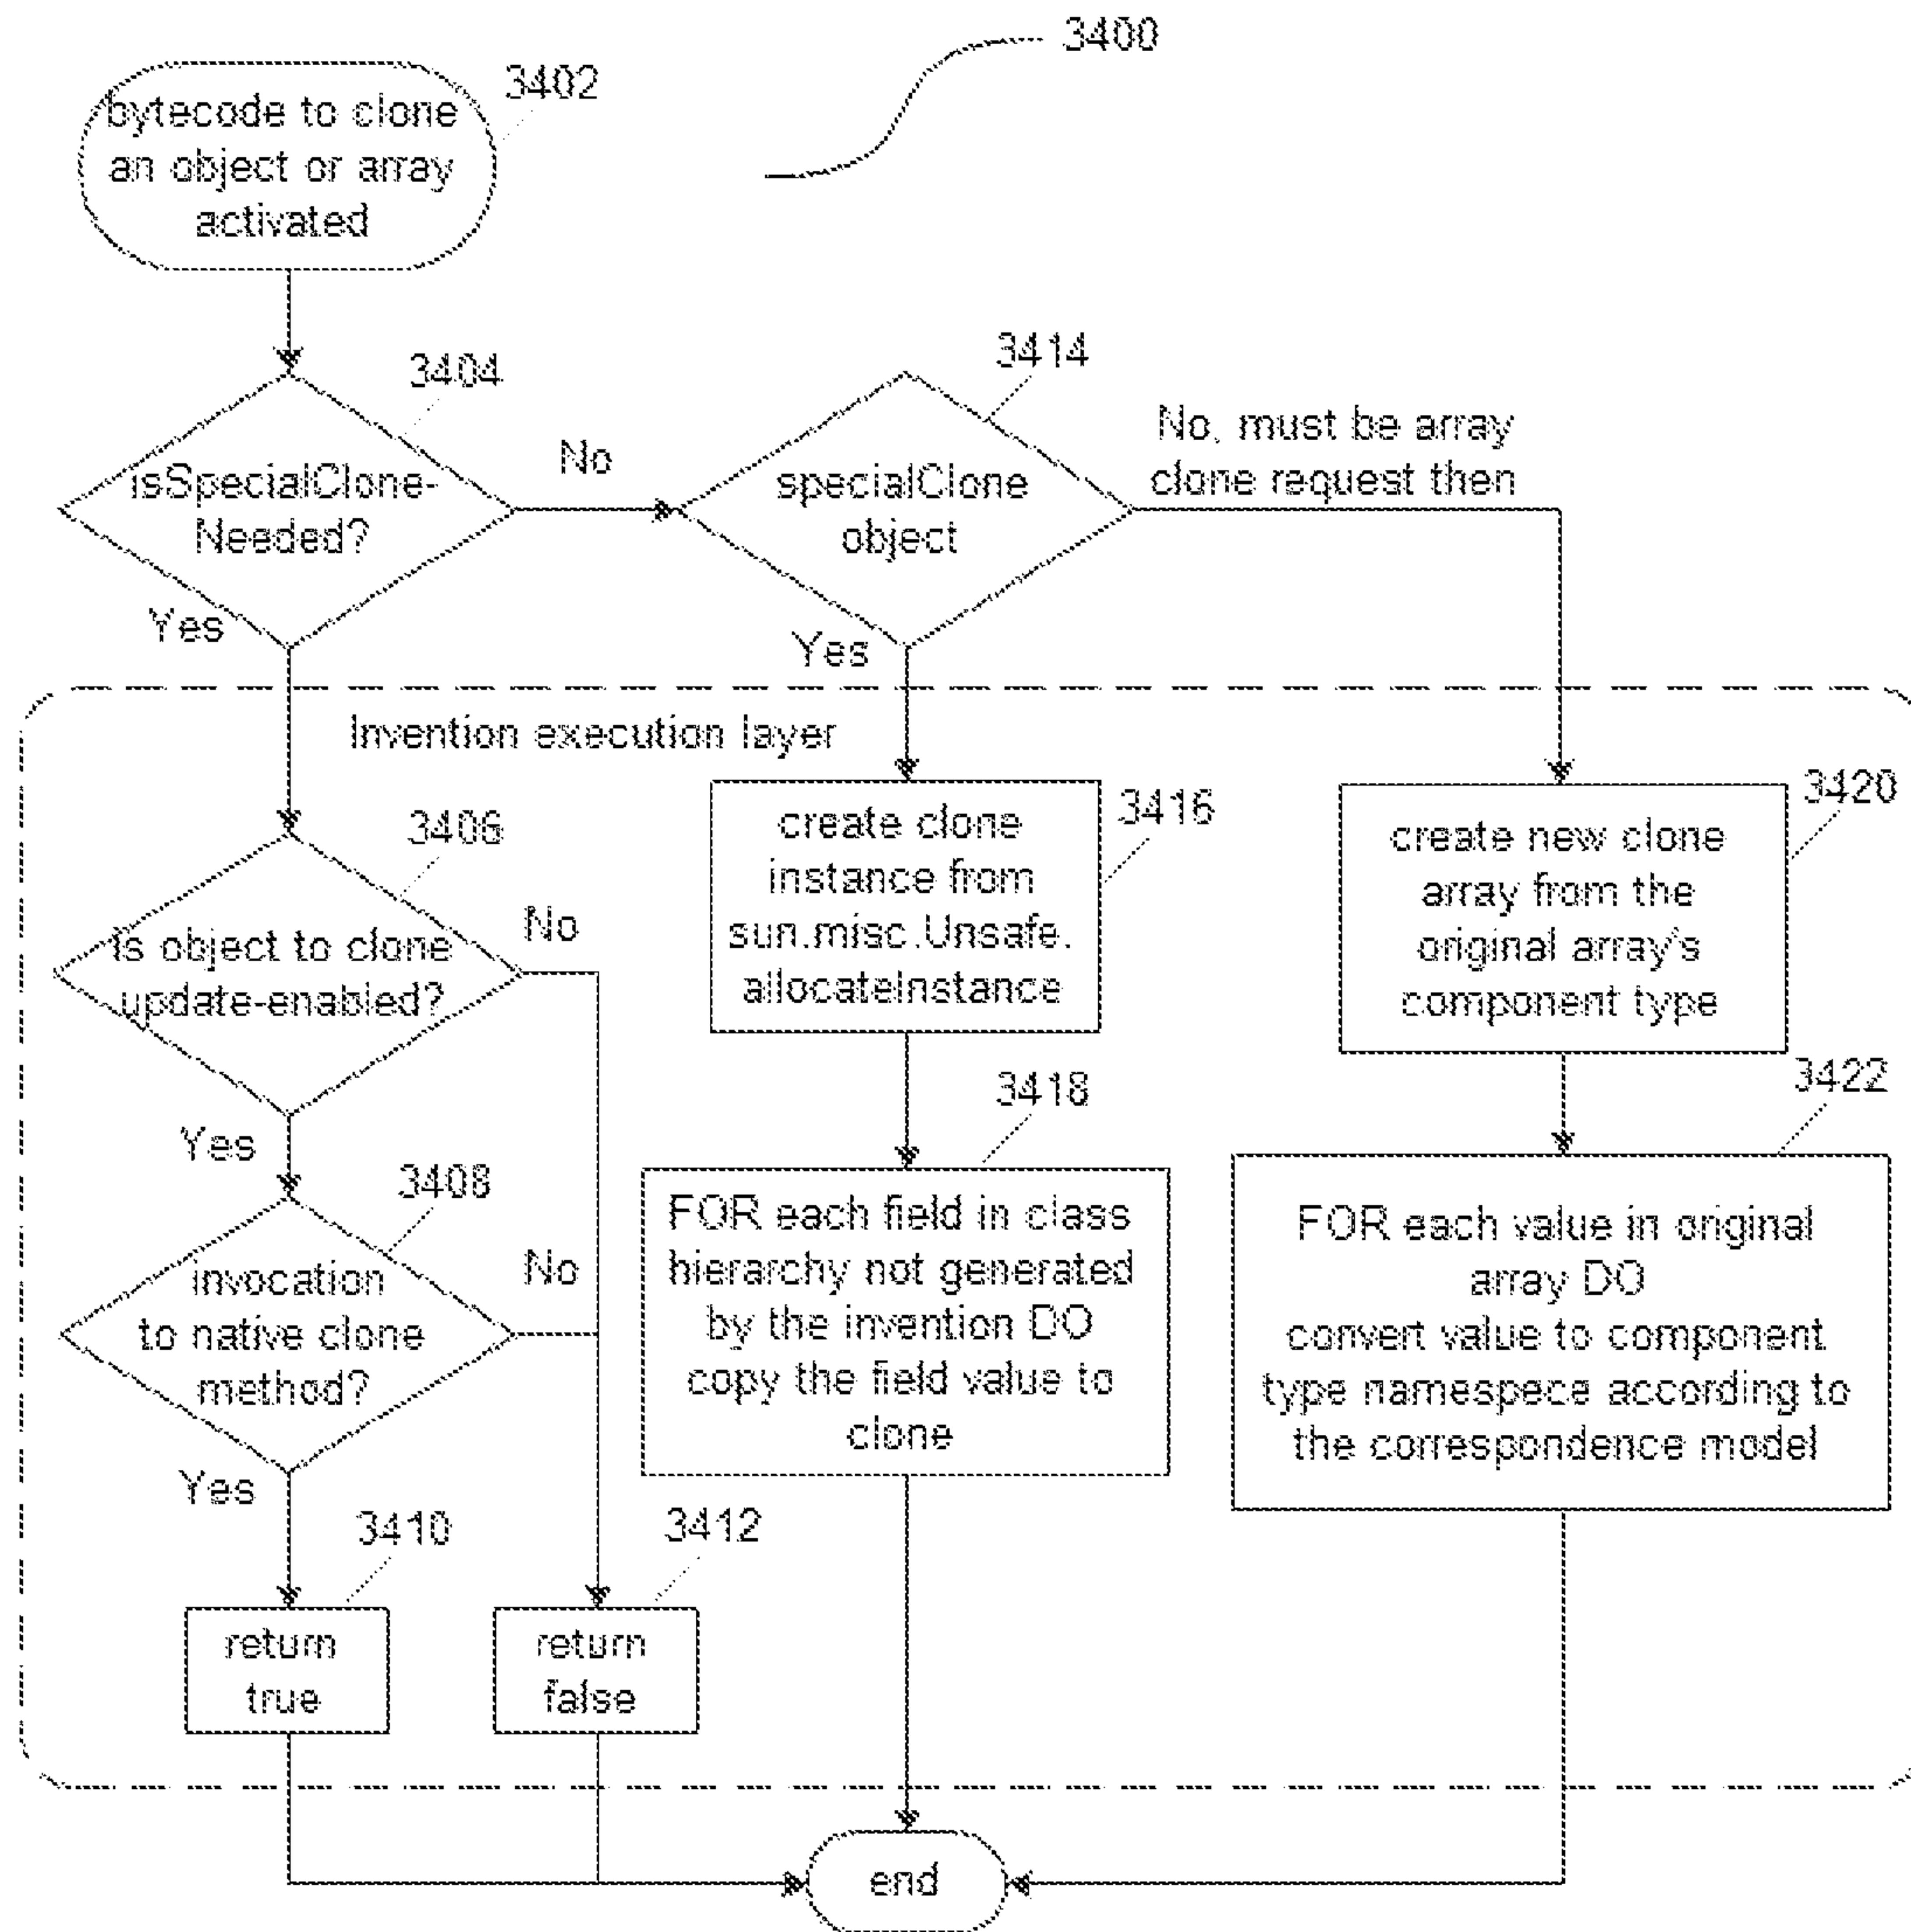 3400
3402
bytecode to clone
an object or array
activated
3404
isSpecialClone-
Needed?
No
Yes
3414
specialClone
object
No, must be array
clone request then
Yes
Invention execution layer
3406
is object to clone
update-enabled?
No
Yes
3408
invocation
to native clone
method?
No
Yes
3410
return
true
3412
return
false
3416
create clone
instance from
sun.misc.Unsafe.
allocateInstance
3418
FOR each field in class
hierarchy not generated
by the invention DO
copy the field value to
clone
3420
create new clone
array from the
original array's
component type
3422
FOR each value in original
array DO
convert value to component
type namespece according to
the correspondence model
end